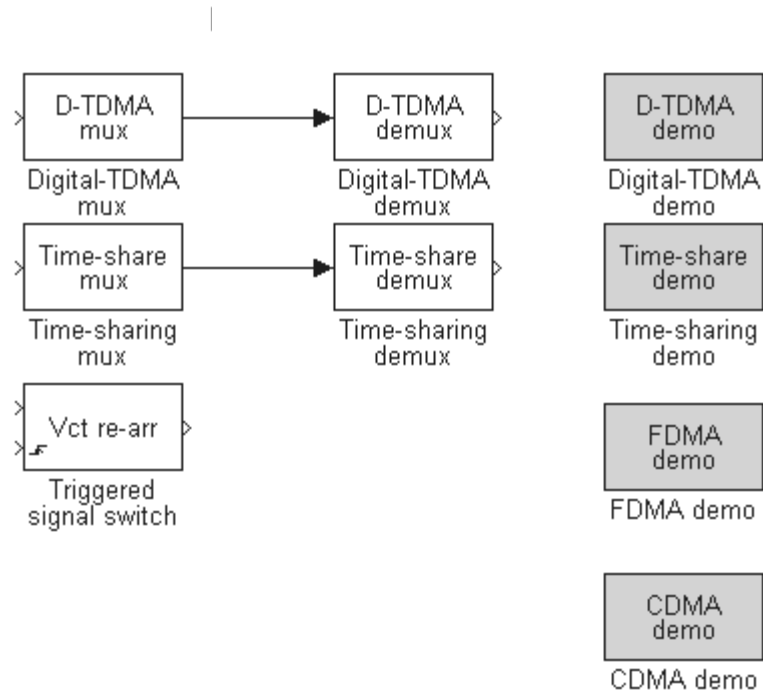 D-TDMA
mux
Digital-TDMA
mux
D-TDMA
demux
Digital-TDMA
demux
D-TDMA
demo
Digital-TDMA
demo
Time-share
mux
Time-sharing
mux
Time-share
demux
Time-sharing
demux
Time-share
demo
Time-sharing
demo
Vct re-arr
Triggered
signal switch
FDMA
demo
FDMA demo
CDMA
demo
CDMA demo